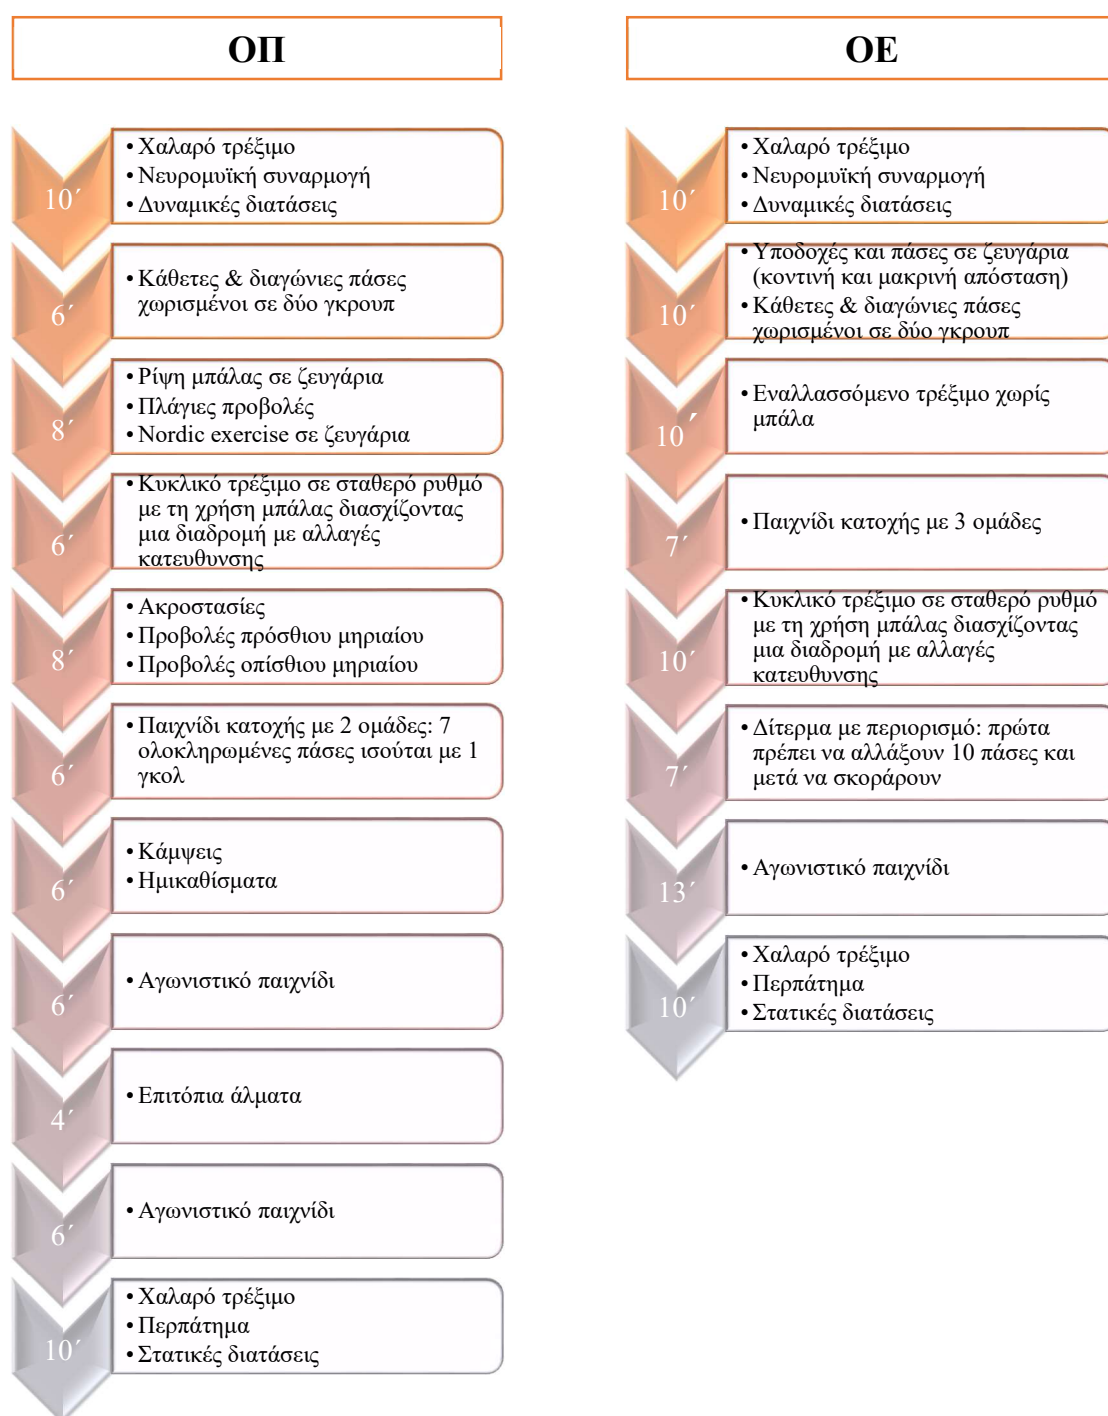 ΟΠ
10΄
• Χαλαρό τρέξιμο
• Νευρομυϊκή συναρμογή
• Δυναμικές διατάσεις
6΄
• Κάθετες & διαγώνιες πάσες
χωρισμένοι σε δύο γκρουπ
8΄
• Ρίψη μπάλας σε ζευγάρια
• Πλάγιες προβολές
• Nordic exercise σε ζευγάρια
6΄
• Κυκλικό τρέξιμο σε σταθερό ρυθμό
με τη χρήση μπάλας διασχίζοντας
μια διαδρομή με αλλαγές
κατευθυνσης
8΄
• Ακροστασίες
• Προβολές πρόσθιου μηριαίου
• Προβολές οπίσθιου μηριαίου
6΄
• Παιχνίδι κατοχής με 2 ομάδες: 7
ολοκληρωμένες πάσες ισούται με 1
γκολ
6΄
• Κάμψεις
• Ημικαθίσματα
6΄
• Αγωνιστικό παιχνίδι
4΄
• Επιτόπια άλματα
6΄
• Αγωνιστικό παιχνίδι
10΄
• Χαλαρό τρέξιμο
• Περπάτημα
• Στατικές διατάσεις
ΟΕ
10΄
• Χαλαρό τρέξιμο
• Νευρομυϊκή συναρμογή
• Δυναμικές διατάσεις
10΄
• Υποδοχές και πάσες σε ζευγάρια
(κοντινή και μακρινή απόσταση)
• Κάθετες & διαγώνιες πάσες
χωρισμένοι σε δύο γκρουπ
10΄
• Εναλλασσόμενο τρέξιμο χωρίς
μπάλα
7΄
• Παιχνίδι κατοχής με 3 ομάδες
10΄
• Κυκλικό τρέξιμο σε σταθερό ρυθμό
με τη χρήση μπάλας διασχίζοντας
μια διαδρομή με αλλαγές
κατευθυνσης
7΄
• Δίτερμα με περιορισμό: πρώτα
πρέπει να αλλάξουν 10 πάσες και
μετά να σκοράρουν
13΄
• Αγωνιστικό παιχνίδι
10΄
• Χαλαρό τρέξιμο
• Περπάτημα
• Στατικές διατάσεις